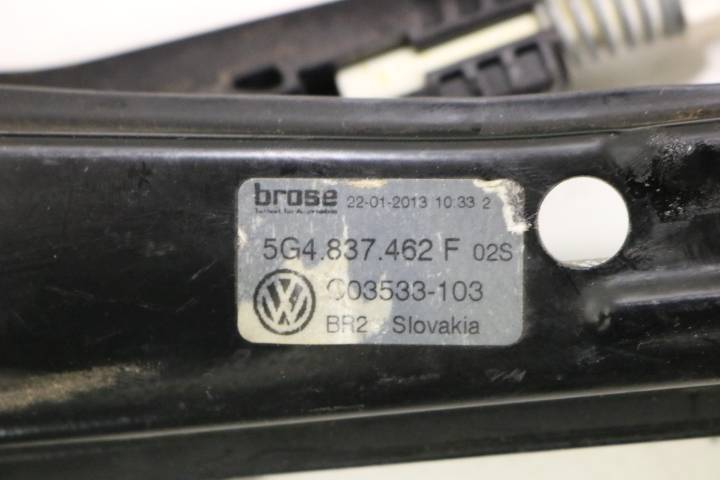 brose 22-01-2013 10:33 2
5G4.837.462 F 02S
C03533-103
BR2 Slovakia